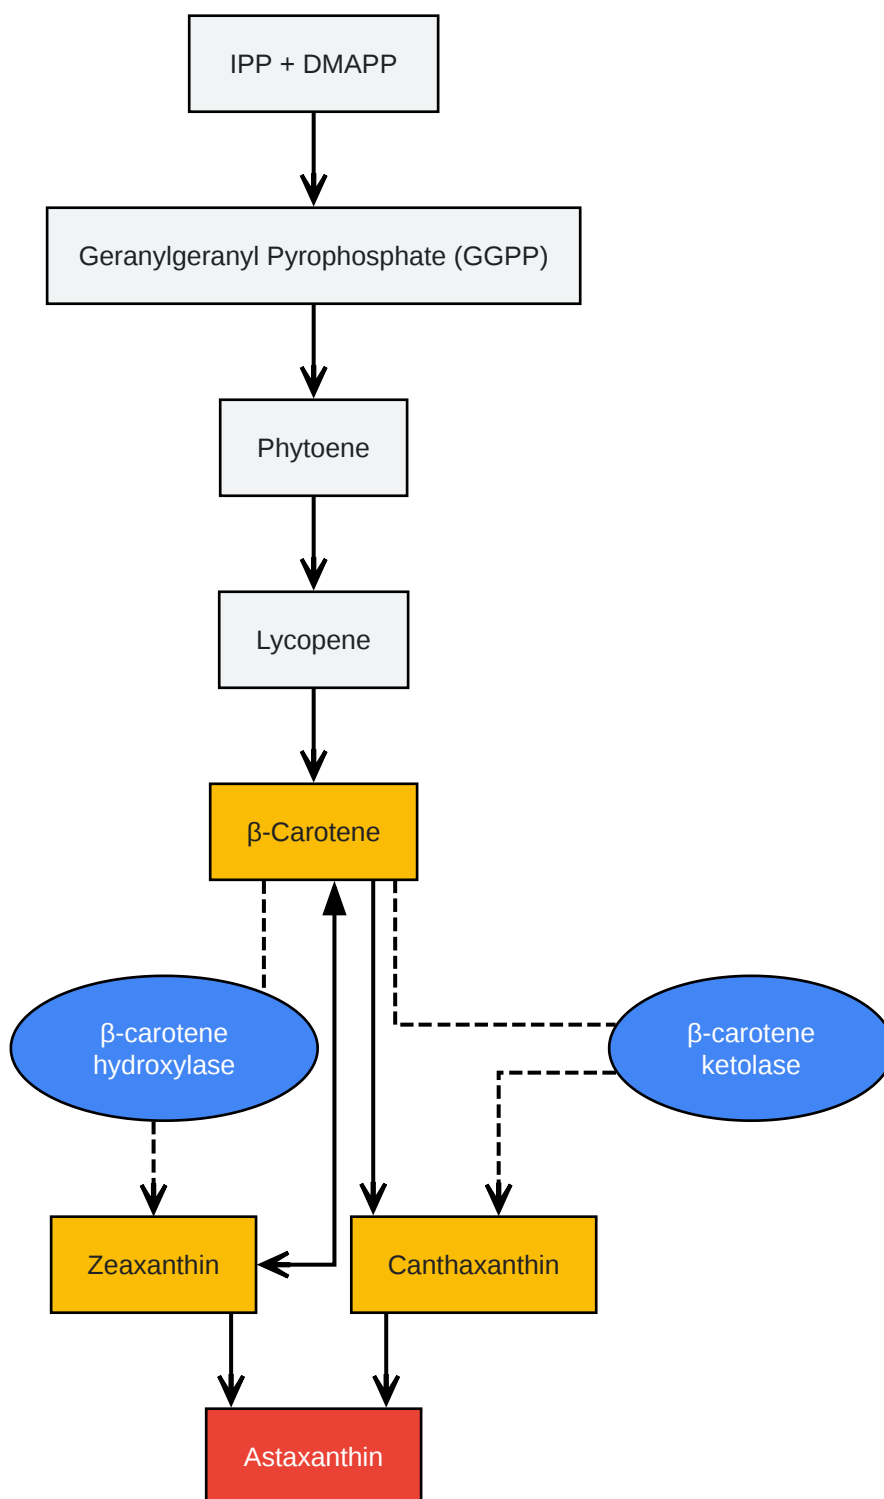 IPP + DMAPP
Geranylgeranyl Pyrophosphate (GGPP)
Phytoene
Lycopene
β-Carotene
β-carotene
hydroxylase
β-carotene
ketolase
Zeaxanthin
Canthaxanthin
Astaxanthin